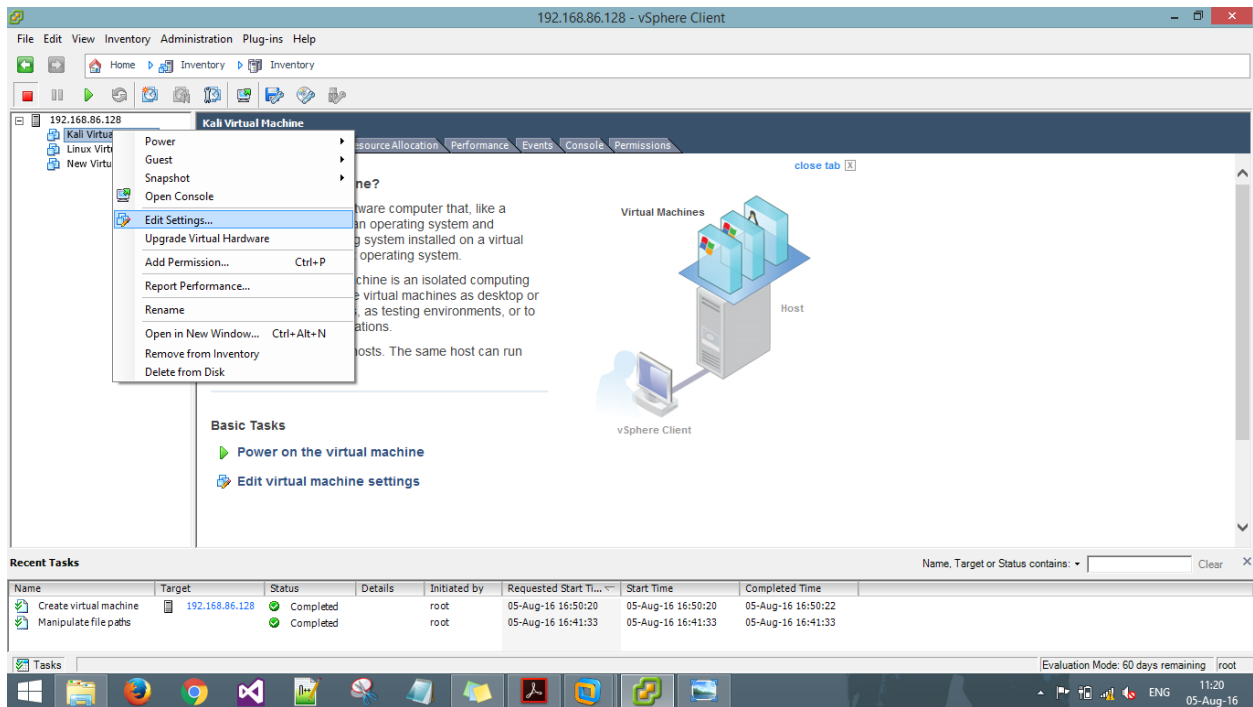 192.168.86.128 - vSphere Client
File Edit View Inventory Administration Plug-ins Help
Home Inventory Inventory
192.168.86.128
Kali Virtua
Linux Virt
New Virtu
Kali Virtual Machine
esource Allocation Performance Events Console Permissions
close tab X
Power
Guest
Snapshot
Open Console
Edit Settings...
Upgrade Virtual Hardware
Add Permission... Ctrl+P
Report Performance...
Rename
Open in New Window... Ctrl+Alt+N
Remove from Inventory
Delete from Disk
ne?
tware computer that, like a
n operating system and
g system installed on a virtual
t operating system.
chine is an isolated computing
e virtual machines as desktop or
s, as testing environments, or to
ations.
hosts. The same host can run
Virtual Machines
Host
vSphere Client
Basic Tasks
Power on the virtual machine
Edit virtual machine settings
Recent Tasks
Name, Target or Status contains:
Clear
Name Target Status Details Initiated by Requested Start Ti... Start Time Completed Time
Create virtual machine 192.168.86.128 Completed root 05-Aug-16 16:50:20 05-Aug-16 16:50:20 05-Aug-16 16:50:22
Manipulate file paths Completed root 05-Aug-16 16:41:33 05-Aug-16 16:41:33 05-Aug-16 16:41:33
Tasks
Evaluation Mode: 60 days remaining root
ENG
11:20
05-Aug-16